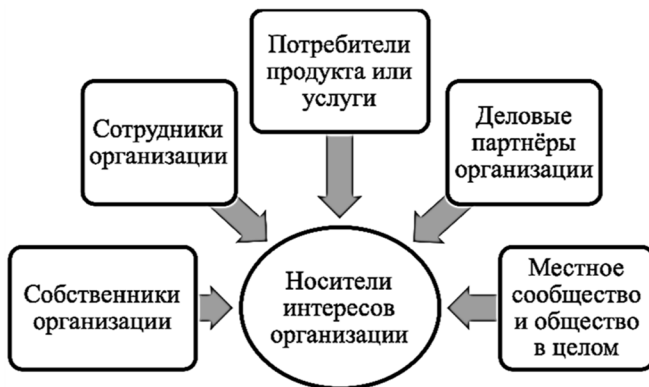 Потребители
продукта или
услуги
Сотрудники
организации
Деловые
партнёры
организации
Собственники
организации
Носители
интересов
организации
Местное
сообщество
и общество
в целом